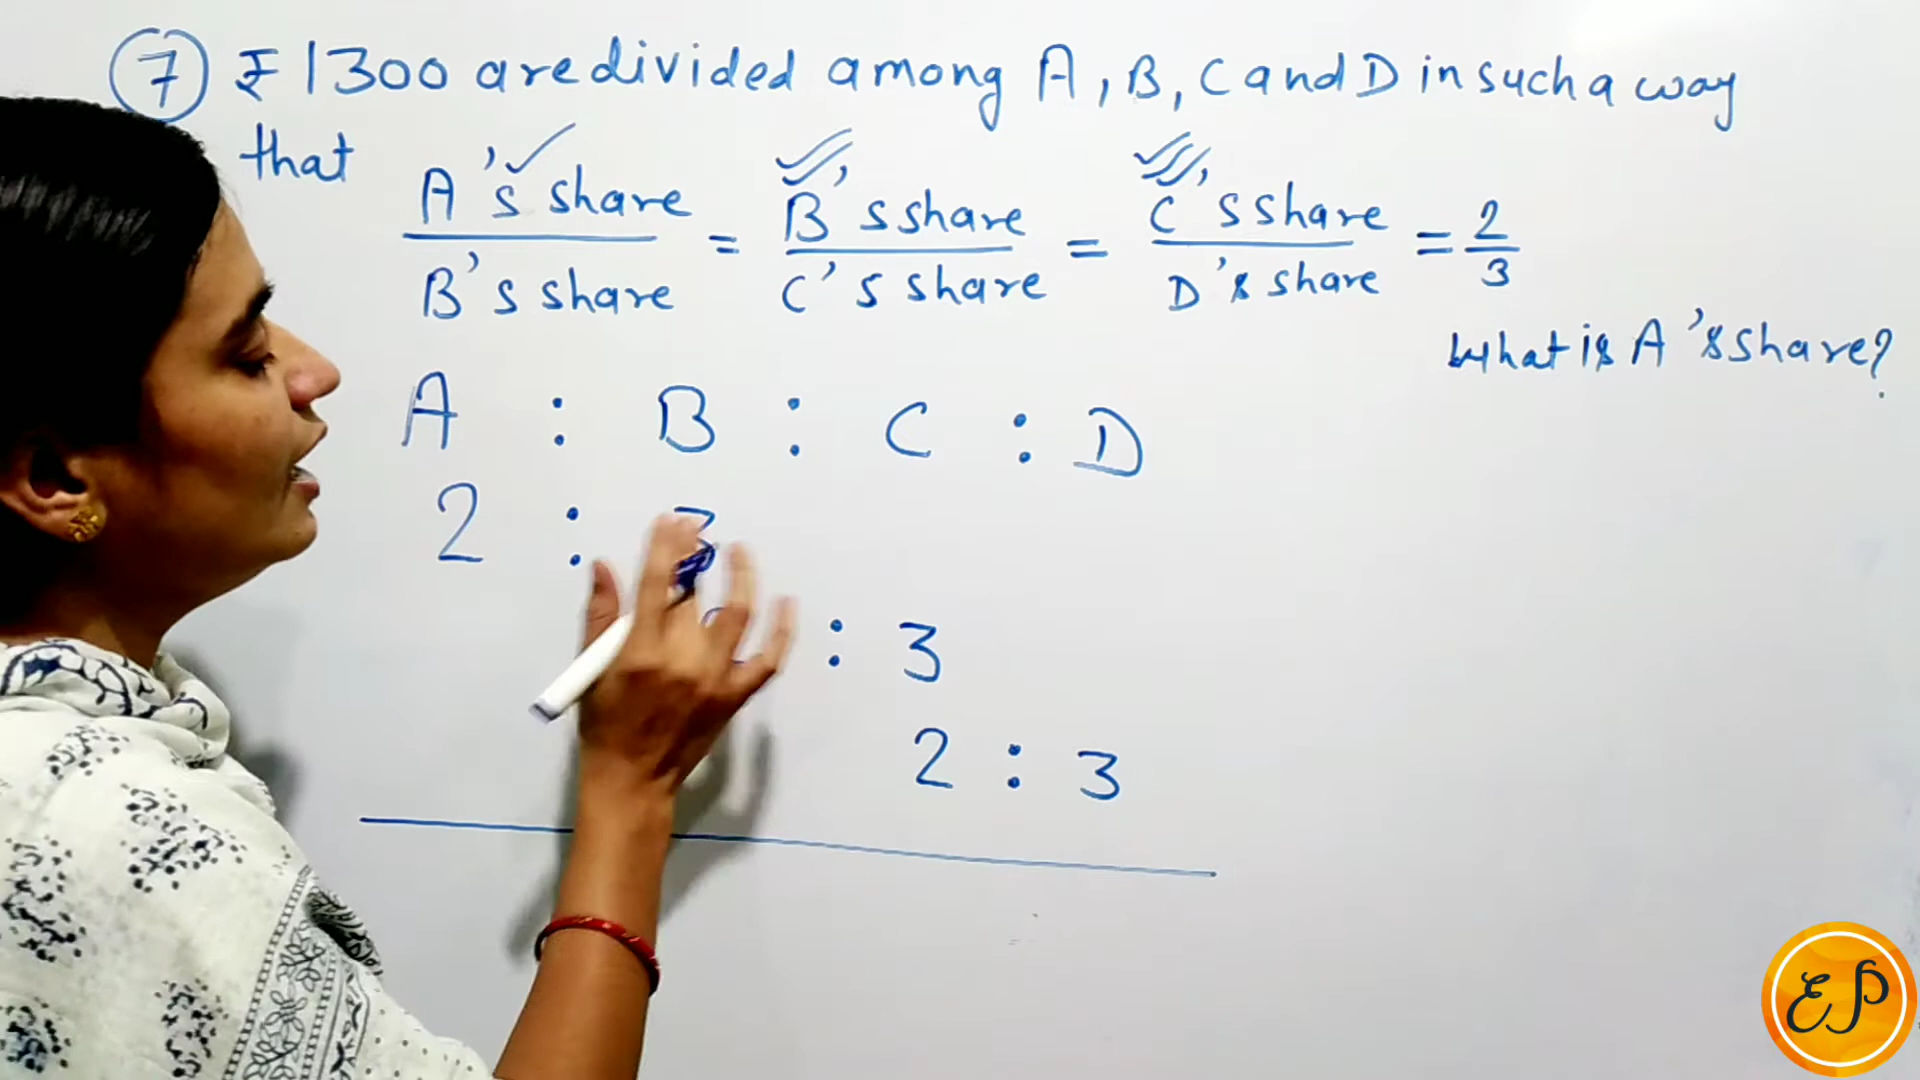 7 ₹ 1300 are divided among A, B, C and D in such a way
that A's share / B's share = B's share / C's share = C's share / D's share = 2/3
What is A's share?
A : B : C : D
2 : 3
: 3
2 : 3
EP